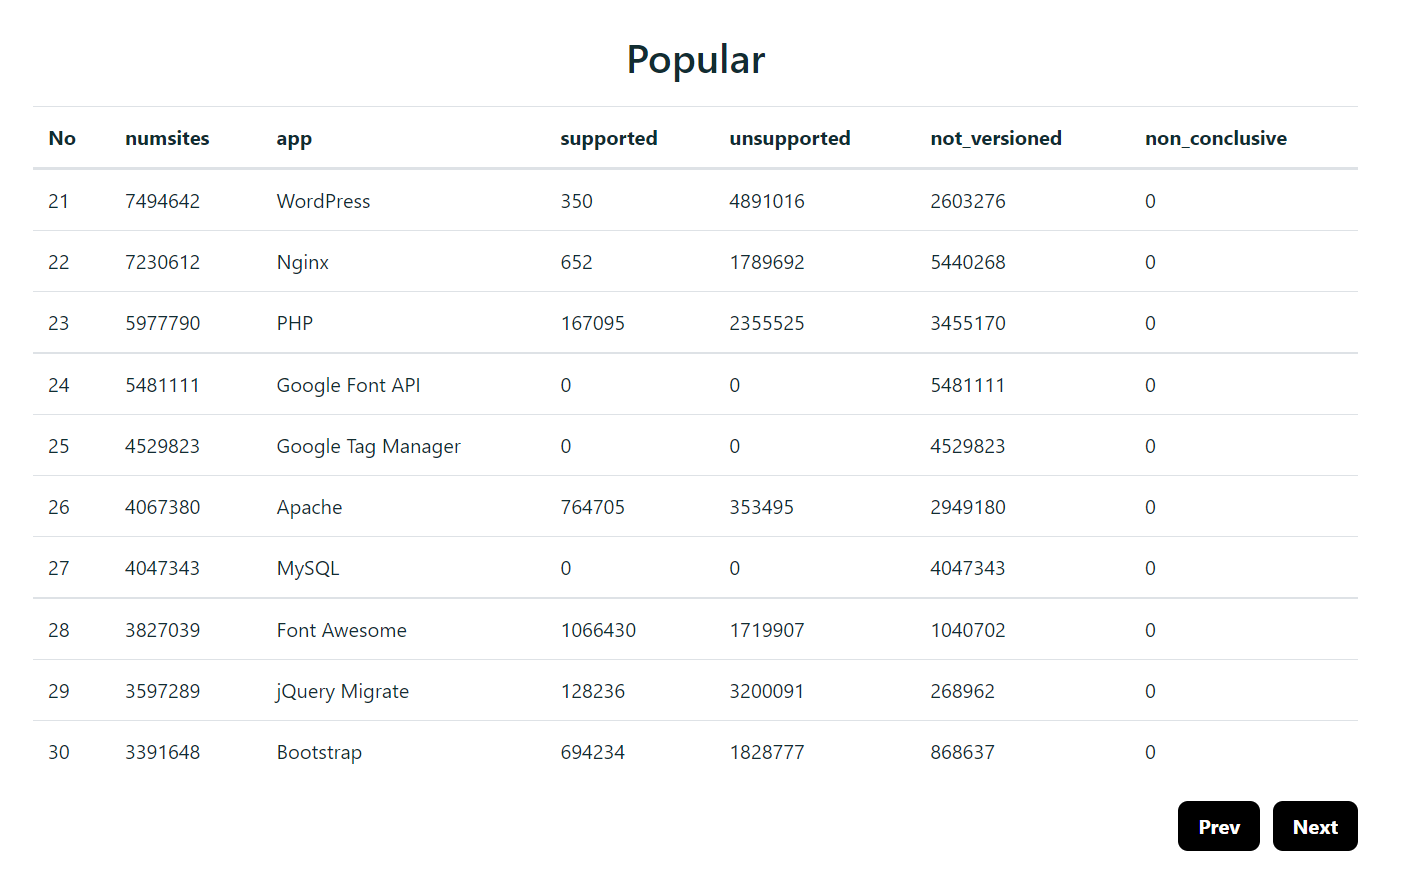 Popular
No numsites app supported unsupported not_versioned non_conclusive
21 7494642 WordPress 350 4891016 2603276 0
22 7230612 Nginx 652 1789692 5440268 0
23 5977790 PHP 167095 2355525 3455170 0
24 5481111 Google Font API 0 0 5481111 0
25 4529823 Google Tag Manager 0 0 4529823 0
26 4067380 Apache 764705 353495 2949180 0
27 4047343 MySQL 0 0 4047343 0
28 3827039 Font Awesome 1066430 1719907 1040702 0
29 3597289 jQuery Migrate 128236 3200091 268962 0
30 3391648 Bootstrap 694234 1828777 868637 0
Prev Next